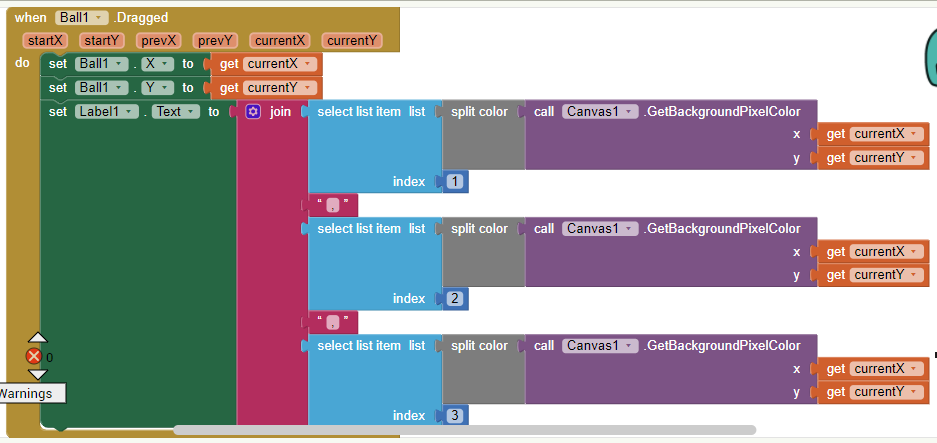 when Ball1 .Dragged
startX startY prevX prevY currentX currentY
do set Ball1 . X to get currentX
set Ball1 . Y to get currentY
set Label1 . Text to join select list item list split color call Canvas1 .GetBackgroundPixelColor
x get currentX
y get currentY
index 1
“ , ”
select list item list split color call Canvas1 .GetBackgroundPixelColor
x get currentX
y get currentY
index 2
“ , ”
select list item list split color call Canvas1 .GetBackgroundPixelColor
0
x get currentX
y get currentY
Warnings
index 3